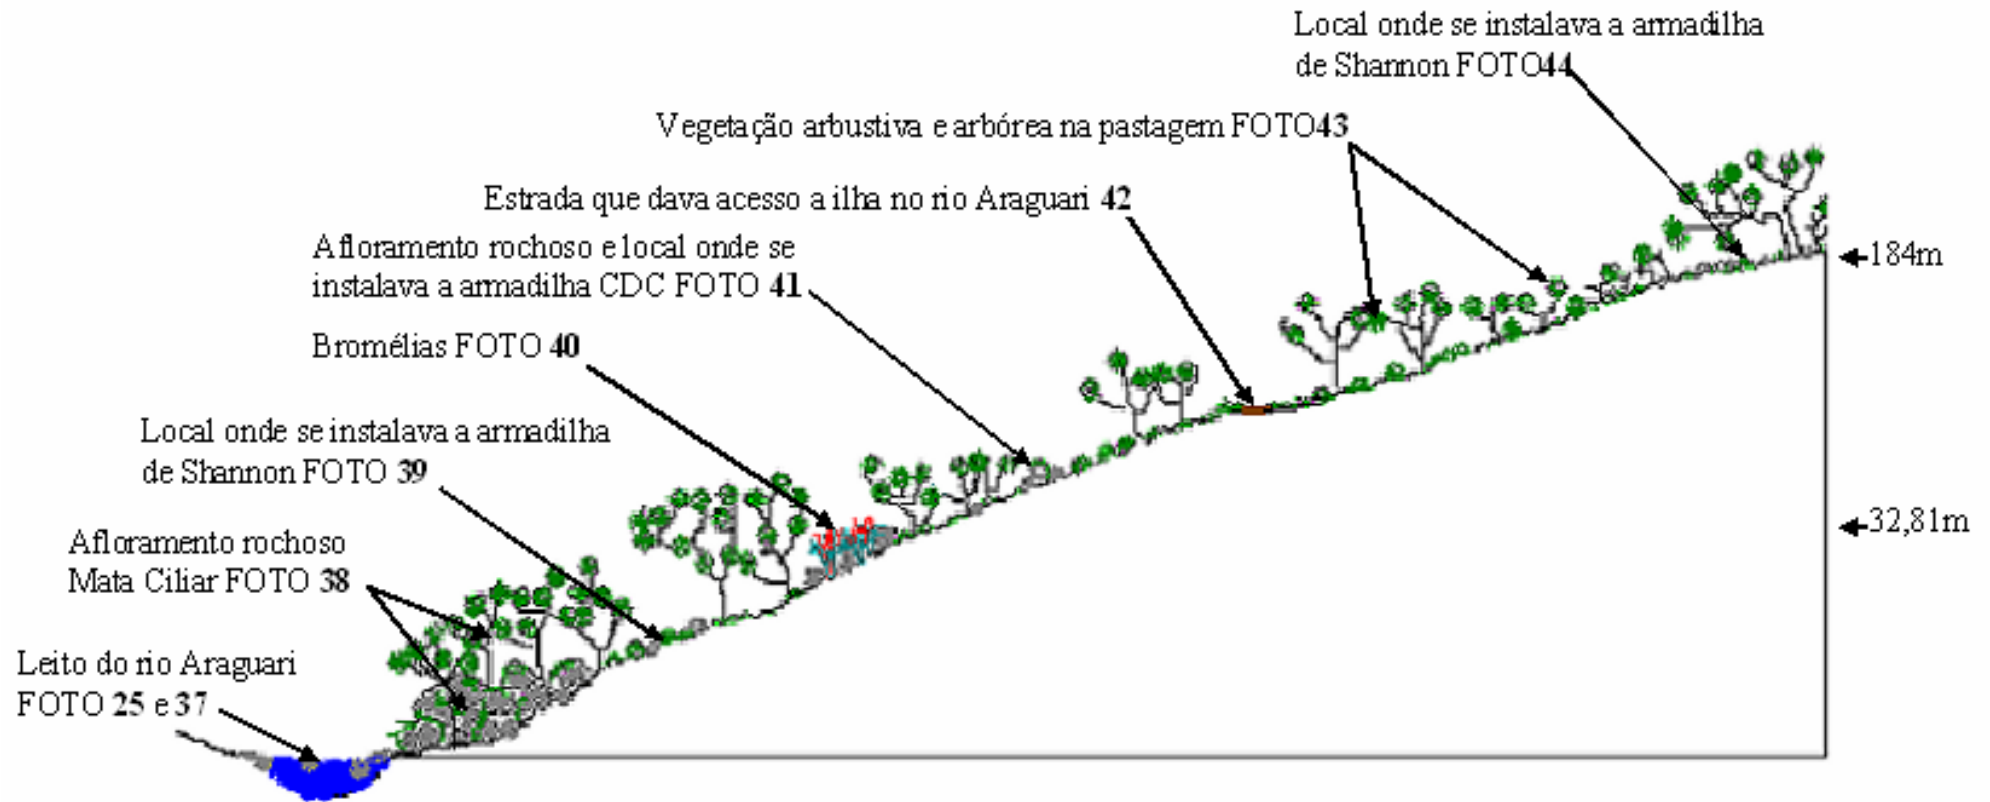 Local onde se instalava a armadilha
de Shannon FOTO44
Vegetação arbustiva e arbórea na pastagem FOTO43
Estrada que dava acesso a ilha no rio Araguari 42
Afloramento rochoso e local onde se
instalava a armadilha CDC FOTO 41
184m
Bromélias FOTO 40
Local onde se instalava a armadilha
de Shannon FOTO 39
32,81m
Afloramento rochoso
Mata Ciliar FOTO 38
Leito do rio Araguari
FOTO 25 e 37